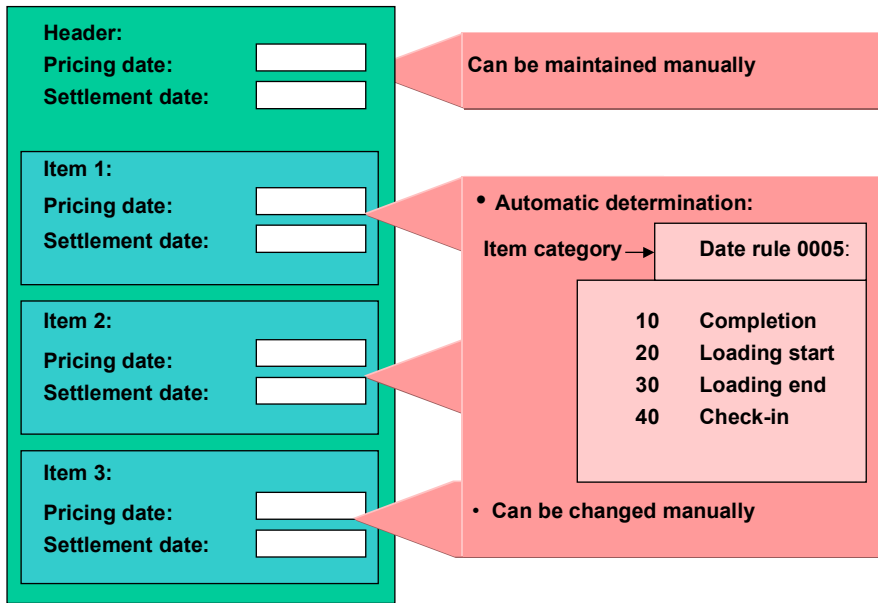 Header:
Pricing date:
Settlement date:
Can be maintained manually
Item 1:
Pricing date:
Settlement date:
• Automatic determination:
Item category
Date rule 0005:
10 Completion
20 Loading start
30 Loading end
40 Check-in
Item 2:
Pricing date:
Settlement date:
Item 3:
Pricing date:
Settlement date:
• Can be changed manually